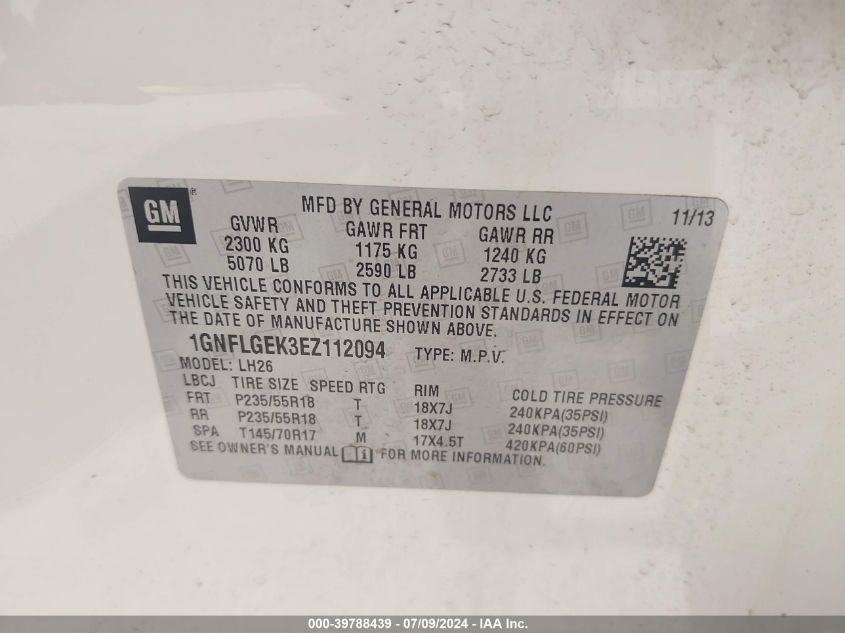 GM ®
MFD BY GENERAL MOTORS LLC 11/13
GVWR GAWR FRT GAWR RR
2300 KG 1175 KG 1240 KG
5070 LB 2590 LB 2733 LB
THIS VEHICLE CONFORMS TO ALL APPLICABLE U.S. FEDERAL MOTOR
VEHICLE SAFETY AND THEFT PREVENTION STANDARDS IN EFFECT ON
THE DATE OF MANUFACTURE SHOWN ABOVE.
1GNFLGEK3EZ112094 TYPE: M.P.V.
MODEL: LH26
LBCJ TIRE SIZE SPEED RTG RIM COLD TIRE PRESSURE
FRT P235/55R18 T 18X7J 240KPA(35PSI)
RR P235/55R18 T 18X7J 240KPA(35PSI)
SPA T145/70R17 M 17X4.5T 420KPA(60PSI)
SEE OWNER'S MANUAL i FOR MORE INFORMATION.
000-39788439 - 07/09/2024 - IAA Inc.